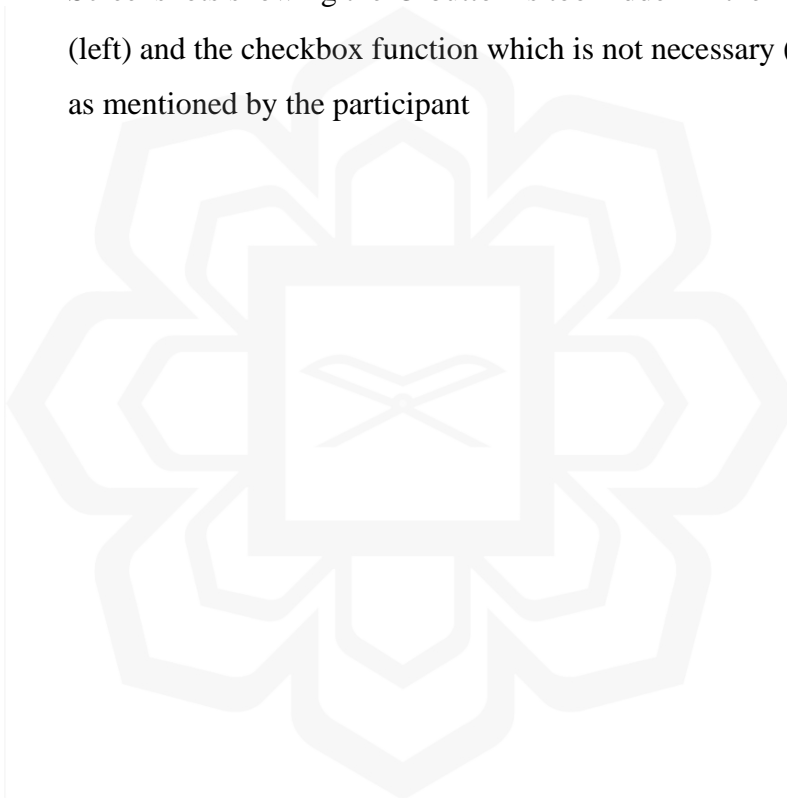 (left) and the checkbox function which is not necessary (
as mentioned by the participant